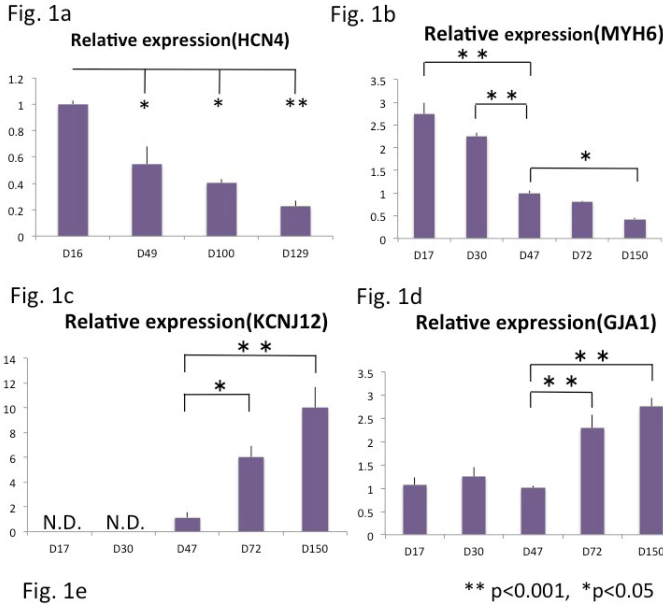 Fig. 1a
Relative expression(HCN4)
1.2
1
0.8
0.6
0.4
0.2
0
* * **
D16 D49 D100 D129
Fig. 1b
Relative expression(MYH6)
3.5
3
2.5
2
1.5
1
0.5
0
* *
* *
*
D17 D30 D47 D72 D150
Fig. 1c
Relative expression(KCNJ12)
14
12
10
8
6
4
2
0
* *
*
N.D. N.D.
D17 D30 D47 D72 D150
Fig. 1d
Relative expression(GJA1)
3.5
3
2.5
2
1.5
1
0.5
0
* *
* *
D17 D30 D47 D72 D150
Fig. 1e
** p<0.001, *p<0.05